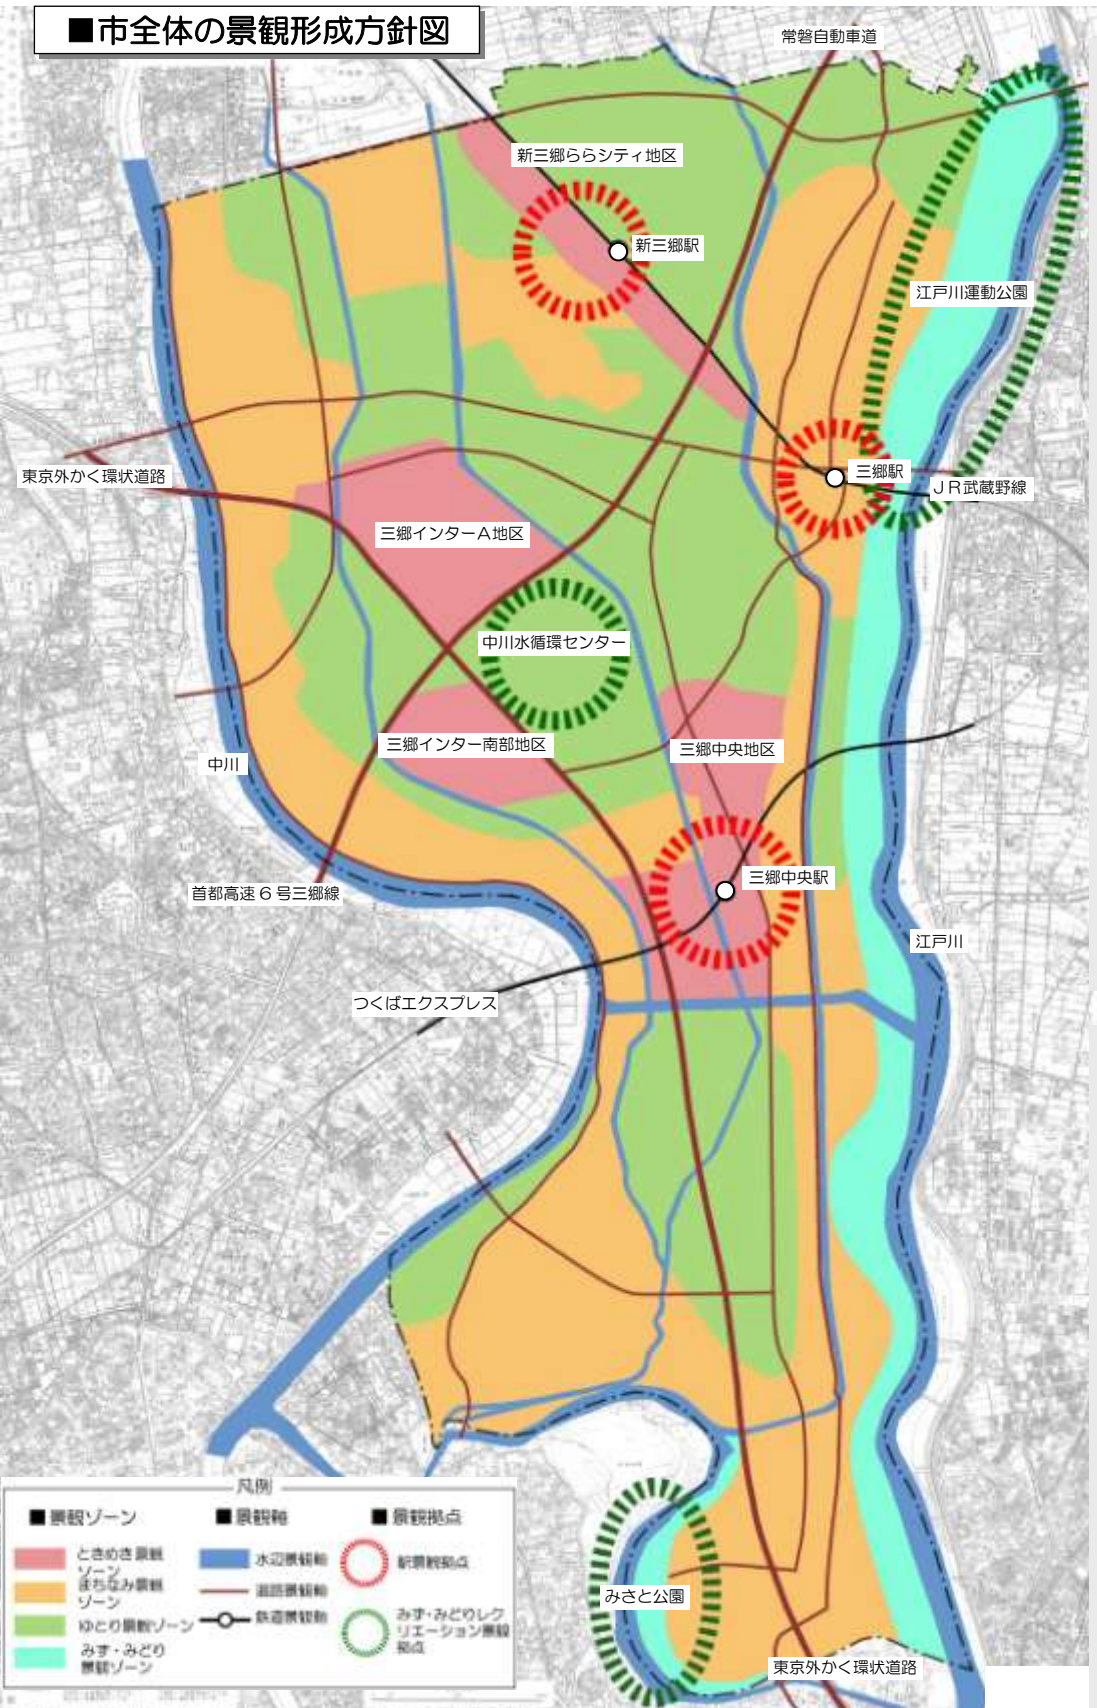 ■市全体の景観形成方針図
常磐自動車道
新三郷ららシティ地区
新三郷駅
江戸川運動公園
三郷駅
東京外かく環状道路
JR武蔵野線
三郷インターA地区
中川水循環センター
三郷インター南部地区
三郷中央地区
中川
三郷中央駅
首都高速6号三郷線
江戸川
つくばエクスプレス
凡例
■景観ゾーン
ときめき景観
ゾーン
まちなみ景観
ゾーン
ゆとり景観ゾーン
みず・みどり
景観ゾーン
■景観軸
水辺景観軸
道路景観軸
鉄道景観軸
■景観拠点
駅景観拠点
みず・みどりレク
リエーション景観
拠点
みさと公園
東京外かく環状道路